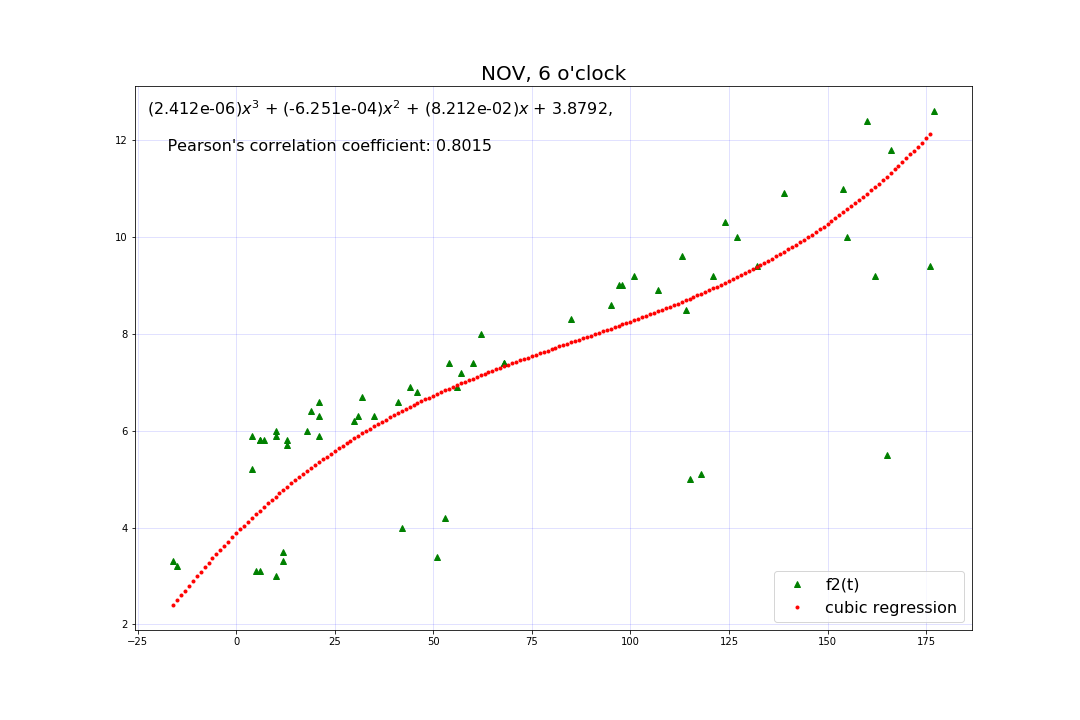 NOV, 6 o'clock
(2.412e-06)x³ + (-6.251e-04)x² + (8.212e-02)x + 3.8792,
Pearson's correlation coefficient: 0.8015
12
10
8
6
4
2
f2(t)
cubic regression
−25 0 25 50 75 100 125 150 175